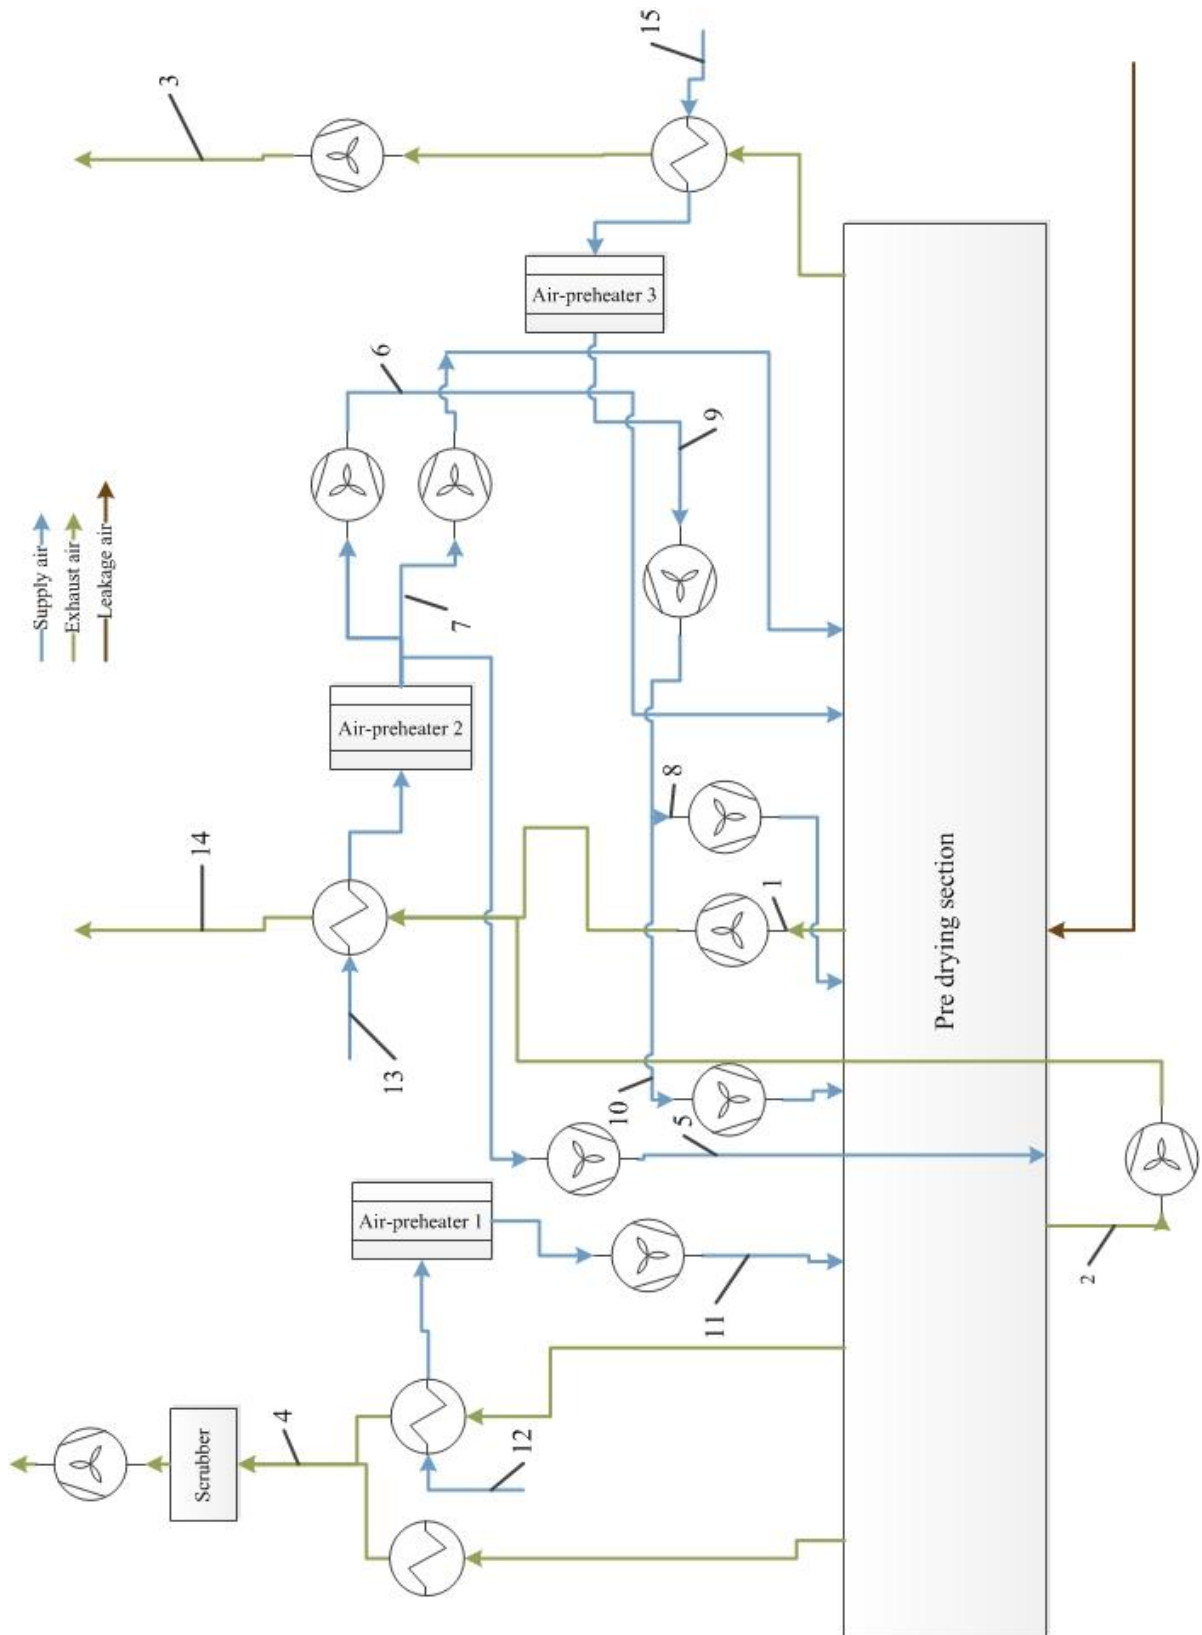 15
3
Air-preheater 3
6
9
Supply air
Exhaust air
Leakage air
7
Air-preheater 2
8
14
1
Pre drying section
13
10
5
Air-preheater 1
2
11
4
12
Scrubber